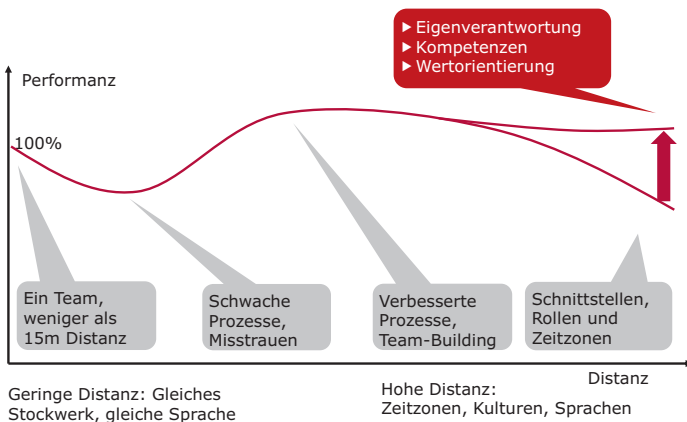 ▶ Eigenverantwortung
▶ Kompetenzen
▶ Wertorientierung
Performanz
100%
Ein Team,
weniger als
15m Distanz
Schwache
Prozesse,
Misstrauen
Verbesserte
Prozesse,
Team-Building
Schnittstellen,
Rollen und
Zeitzonen
Distanz
Geringe Distanz: Gleiches
Stockwerk, gleiche Sprache
Hohe Distanz:
Zeitzonen, Kulturen, Sprachen